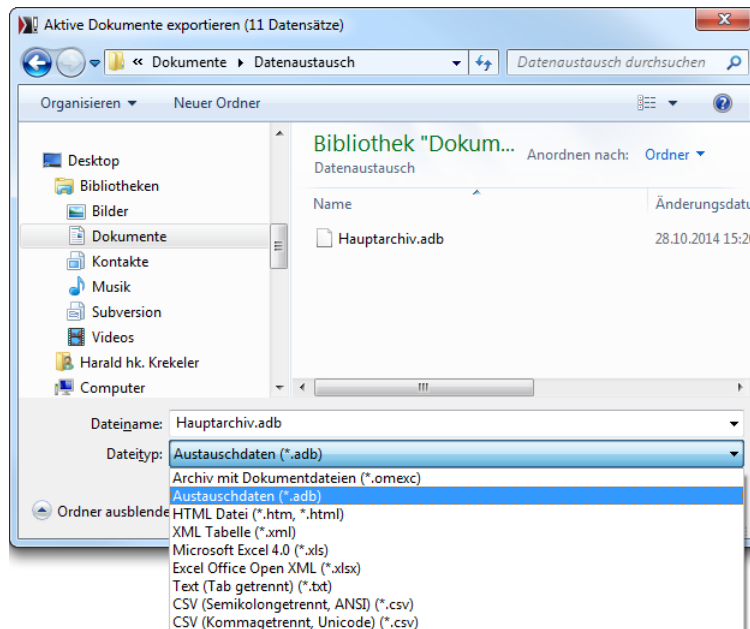 Aktive Dokumente exportieren (11 Datensätze)
« Dokumente Datenaustausch
Datenaustausch durchsuchen
Organisieren Neuer Ordner
Desktop
Bibliotheken
Bilder
Dokumente
Kontakte
Musik
Subversion
Videos
Harald hk. Krekeler
Computer
Bibliothek "Dokum...
Datenaustausch
Anordnen nach: Ordner
Name Änderungsdatu
Hauptarchiv.adb 28.10.2014 15:20
Dateiname: Hauptarchiv.adb
Dateityp: Austauschdaten (*.adb)
Ordner ausblende
Archiv mit Dokumentdateien (*.omexc)
Austauschdaten (*.adb)
HTML Datei (*.htm, *.html)
XML Tabelle (*.xml)
Microsoft Excel 4.0 (*.xls)
Excel Office Open XML (*.xlsx)
Text (Tab getrennt) (*.txt)
CSV (Semikolongetrennt, ANSI) (*.csv)
CSV (Kommagetrennt, Unicode) (*.csv)